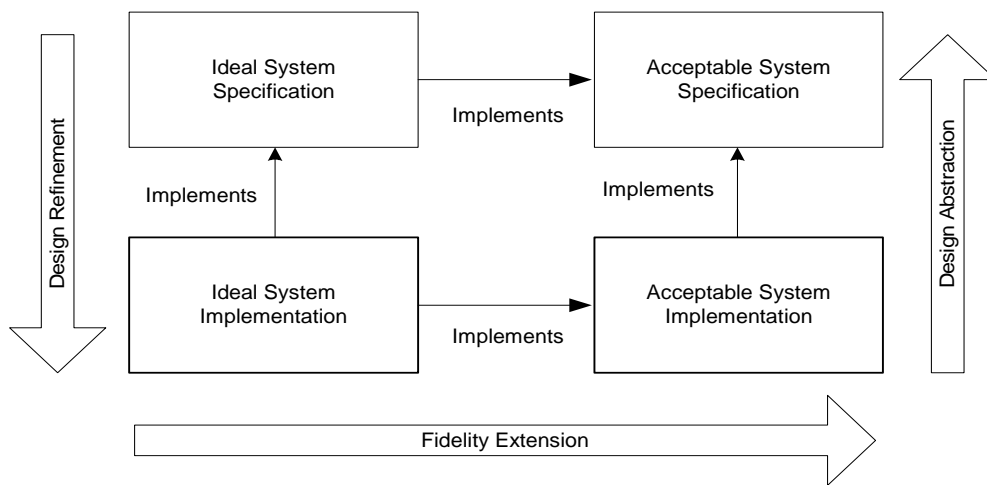 Ideal System
Specification
Acceptable System
Specification
Implements
Design Refinement
Design Abstraction
Implements
Implements
Ideal System
Implementation
Acceptable System
Implementation
Implements
Fidelity Extension